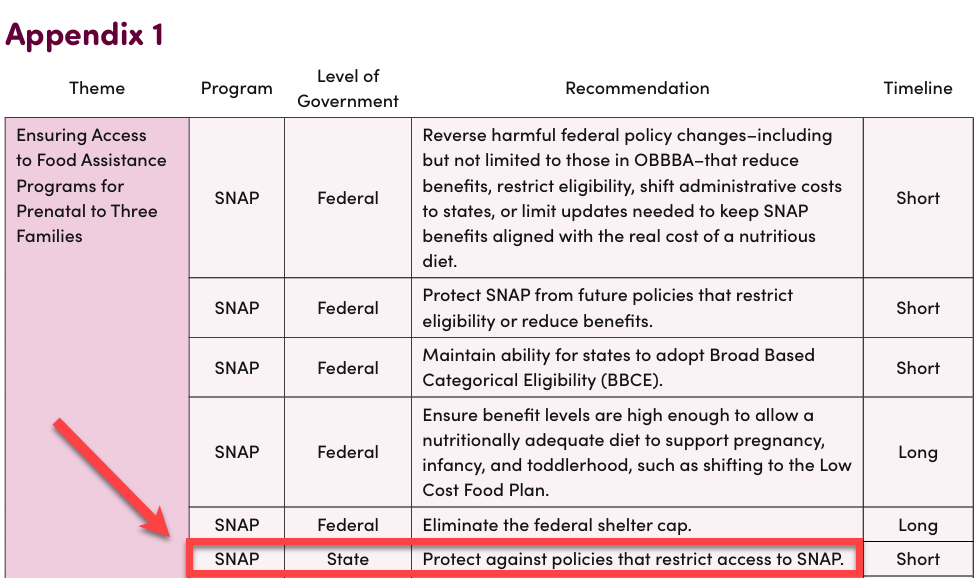 Appendix 1
Theme Program Level of Government Recommendation Timeline
Ensuring Access
to Food Assistance
Programs for
Prenatal to Three
Families
SNAP Federal
Reverse harmful federal policy changes–including
but not limited to those in OBBBA–that reduce
benefits, restrict eligibility, shift administrative costs
to states, or limit updates needed to keep SNAP
benefits aligned with the real cost of a nutritious
diet.
Short
SNAP Federal
Protect SNAP from future policies that restrict
eligibility or reduce benefits.
Short
SNAP Federal
Maintain ability for states to adopt Broad Based
Categorical Eligibility (BBCE).
Short
SNAP Federal
Ensure benefit levels are high enough to allow a
nutritionally adequate diet to support pregnancy,
infancy, and toddlerhood, such as shifting to the Low
Cost Food Plan.
Long
SNAP Federal Eliminate the federal shelter cap. Long
SNAP State Protect against policies that restrict access to SNAP. Short